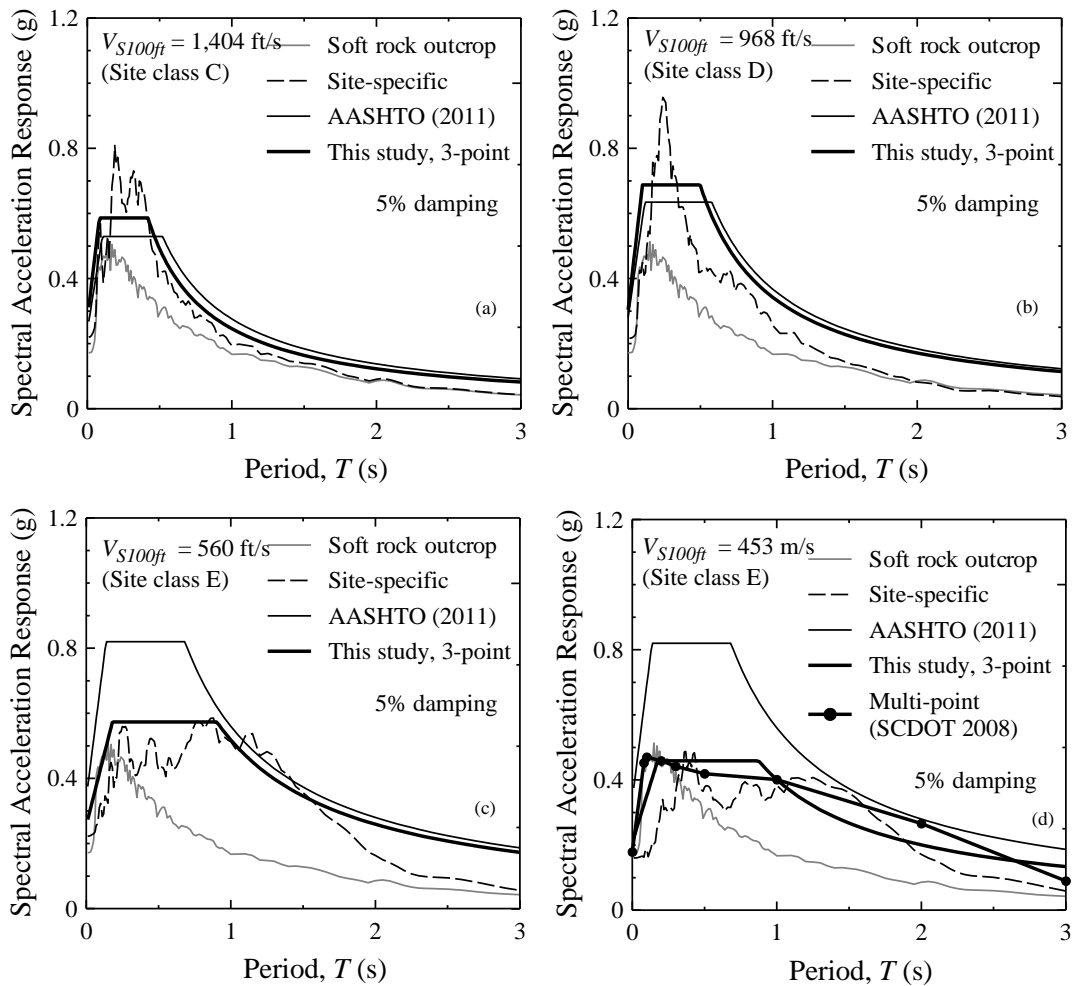 Spectral Acceleration Response (g)
1.2
0.8
0.4
0
V_S100ft = 1,404 ft/s
(Site class C)
Soft rock outcrop
Site-specific
AASHTO (2011)
This study, 3-point
5% damping
(a)
0 1 2 3
Period, T (s)
Spectral Acceleration Response (g)
1.2
0.8
0.4
0
V_S100ft = 968 ft/s
(Site class D)
Soft rock outcrop
Site-specific
AASHTO (2011)
This study, 3-point
5% damping
(b)
0 1 2 3
Period, T (s)
Spectral Acceleration Response (g)
1.2
0.8
0.4
0
V_S100ft = 560 ft/s
(Site class E)
Soft rock outcrop
Site-specific
AASHTO (2011)
This study, 3-point
5% damping
(c)
0 1 2 3
Period, T (s)
Spectral Acceleration Response (g)
1.2
0.8
0.4
0
V_S100ft = 453 m/s
(Site class E)
Soft rock outcrop
Site-specific
AASHTO (2011)
This study, 3-point
Multi-point
(SCDOT 2008)
5% damping
(d)
0 1 2 3
Period, T (s)